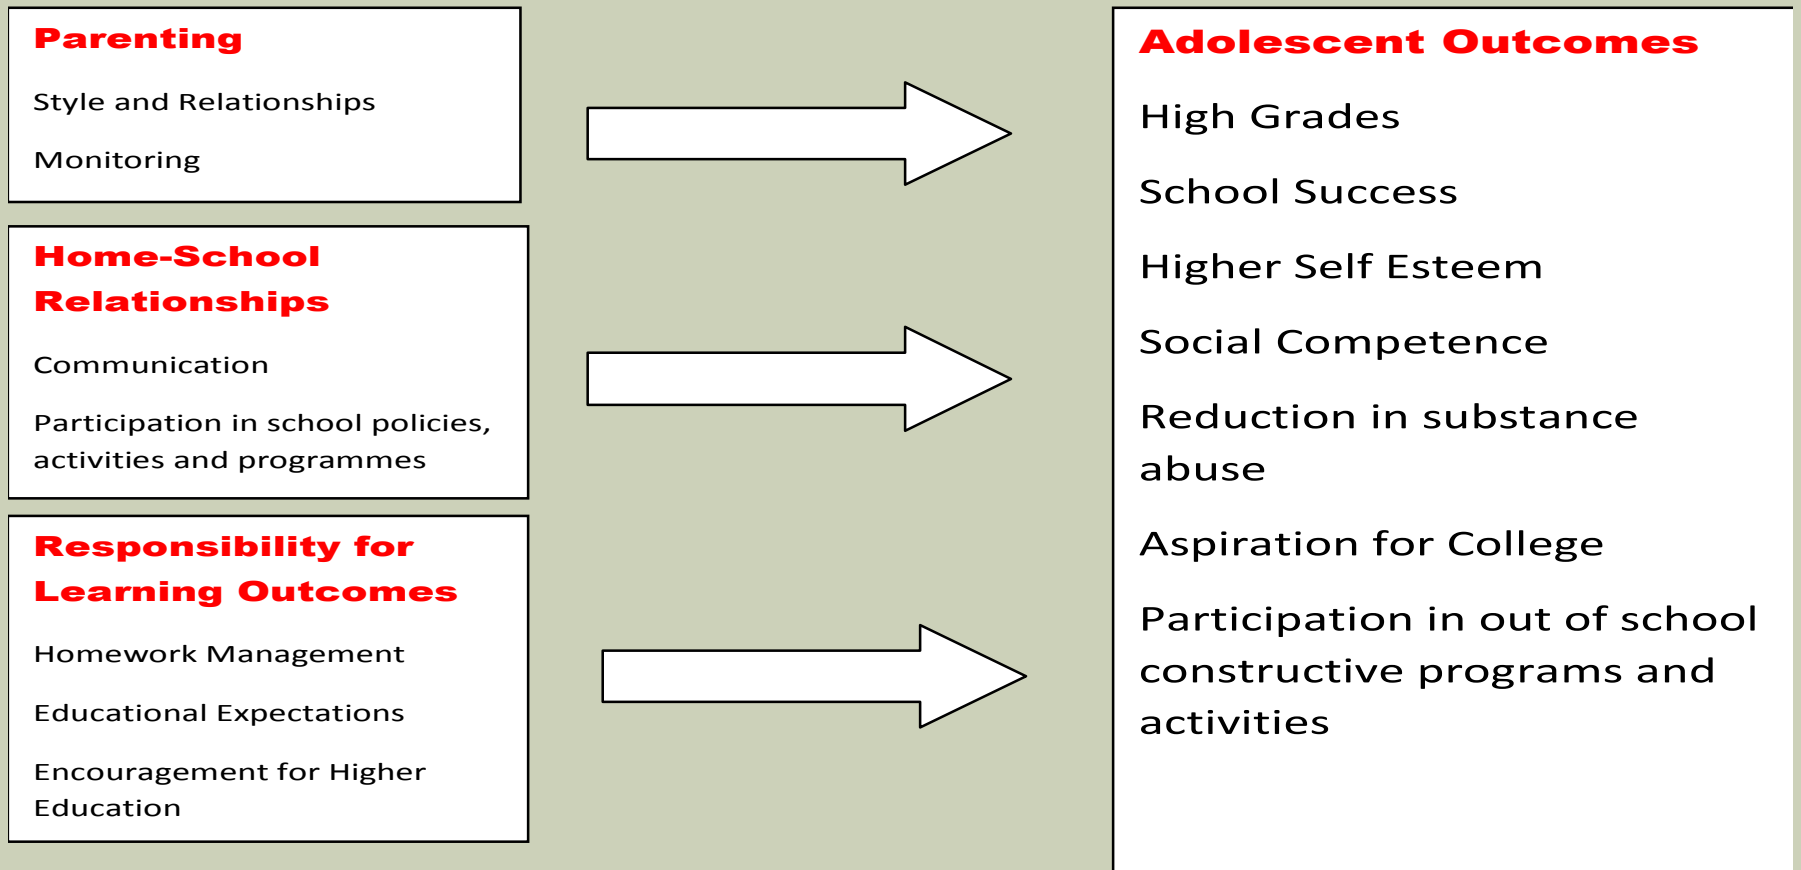 Parenting
Style and Relationships
Monitoring
Home-School
Relationships
Communication
Participation in school policies,
activities and programmes
Responsibility for
Learning Outcomes
Homework Management
Educational Expectations
Encouragement for Higher
Education
Adolescent Outcomes
High Grades
School Success
Higher Self Esteem
Social Competence
Reduction in substance
abuse
Aspiration for College
Participation in out of school
constructive programs and
activities